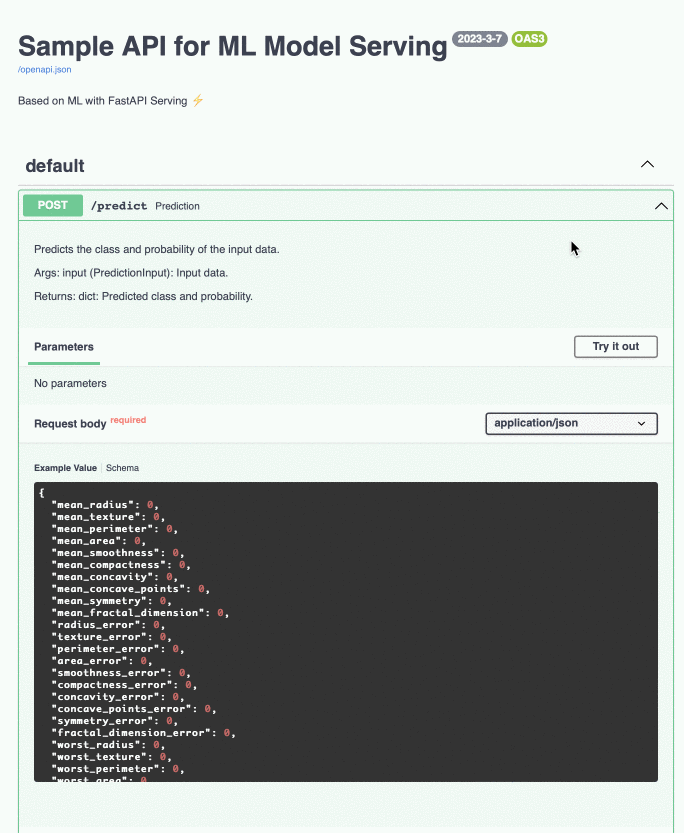 Sample API for ML Model Serving 2023-3-7 OAS3
/openapi.json
Based on ML with FastAPI Serving ⚡
default
POST /predict Prediction
Predicts the class and probability of the input data.
Args: input (PredictionInput): Input data.
Returns: dict: Predicted class and probability.
Parameters Try it out
No parameters
Request body required application/json
Example Value Schema
{
"mean_radius": 0,
"mean_texture": 0,
"mean_perimeter": 0,
"mean_area": 0,
"mean_smoothness": 0,
"mean_compactness": 0,
"mean_concavity": 0,
"mean_concave_points": 0,
"mean_symmetry": 0,
"mean_fractal_dimension": 0,
"radius_error": 0,
"texture_error": 0,
"perimeter_error": 0,
"area_error": 0,
"smoothness_error": 0,
"compactness_error": 0,
"concavity_error": 0,
"concave_points_error": 0,
"symmetry_error": 0,
"fractal_dimension_error": 0,
"worst_radius": 0,
"worst_texture": 0,
"worst_perimeter": 0,
"worst_area": 0,